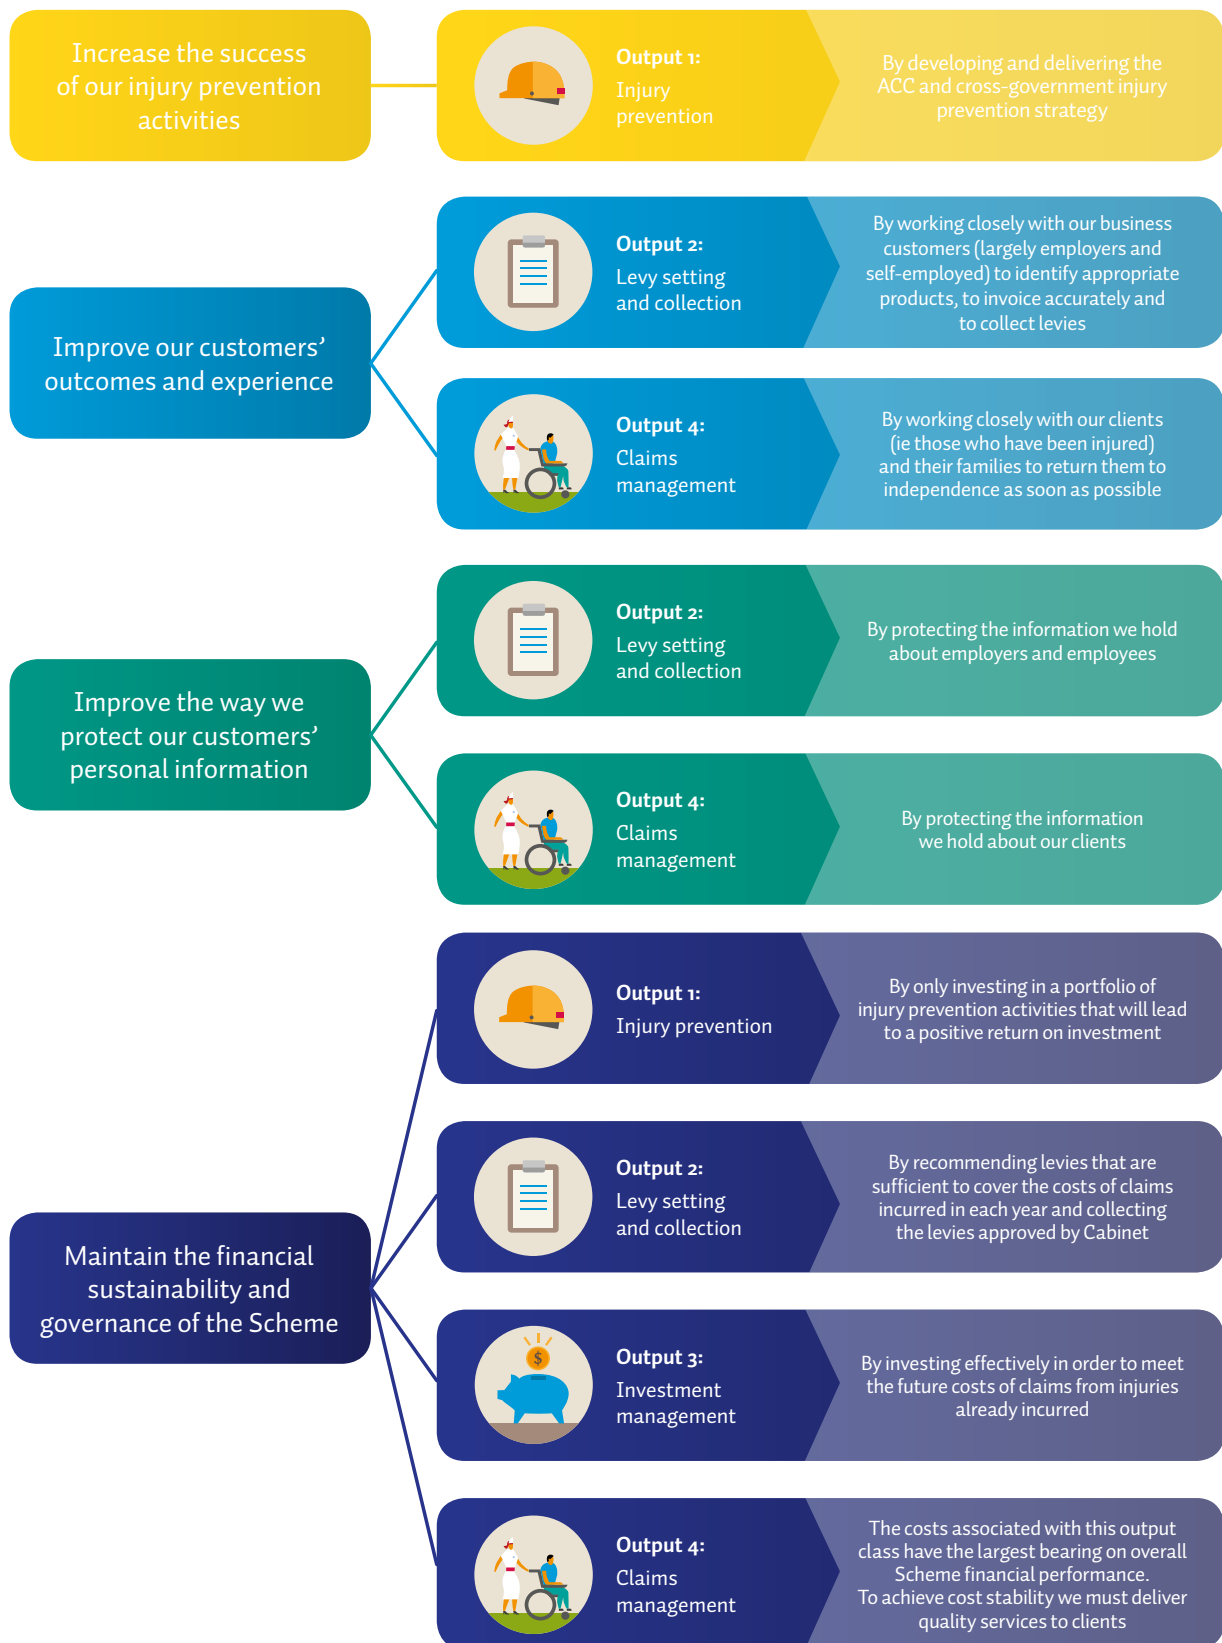 Increase the success
of our injury prevention
activities
Output 1:
Injury
prevention
By developing and delivering the
ACC and cross-government injury
prevention strategy
Improve our customers’
outcomes and experience
Output 2:
Levy setting
and collection
By working closely with our business
customers (largely employers and
self-employed) to identify appropriate
products, to invoice accurately and
to collect levies
Output 4:
Claims
management
By working closely with our clients
(ie those who have been injured)
and their families to return them to
independence as soon as possible
Improve the way we
protect our customers’
personal information
Output 2:
Levy setting
and collection
By protecting the information we hold
about employers and employees
Output 4:
Claims
management
By protecting the information
we hold about our clients
Maintain the financial
sustainability and
governance of the Scheme
Output 1:
Injury prevention
By only investing in a portfolio of
injury prevention activities that will lead
to a positive return on investment
Output 2:
Levy setting
and collection
By recommending levies that are
sufficient to cover the costs of claims
incurred in each year and collecting
the levies approved by Cabinet
$
Output 3:
Investment
management
By investing effectively in order to meet
the future costs of claims from injuries
already incurred
Output 4:
Claims
management
The costs associated with this output
class have the largest bearing on overall
Scheme financial performance.
To achieve cost stability we must deliver
quality services to clients